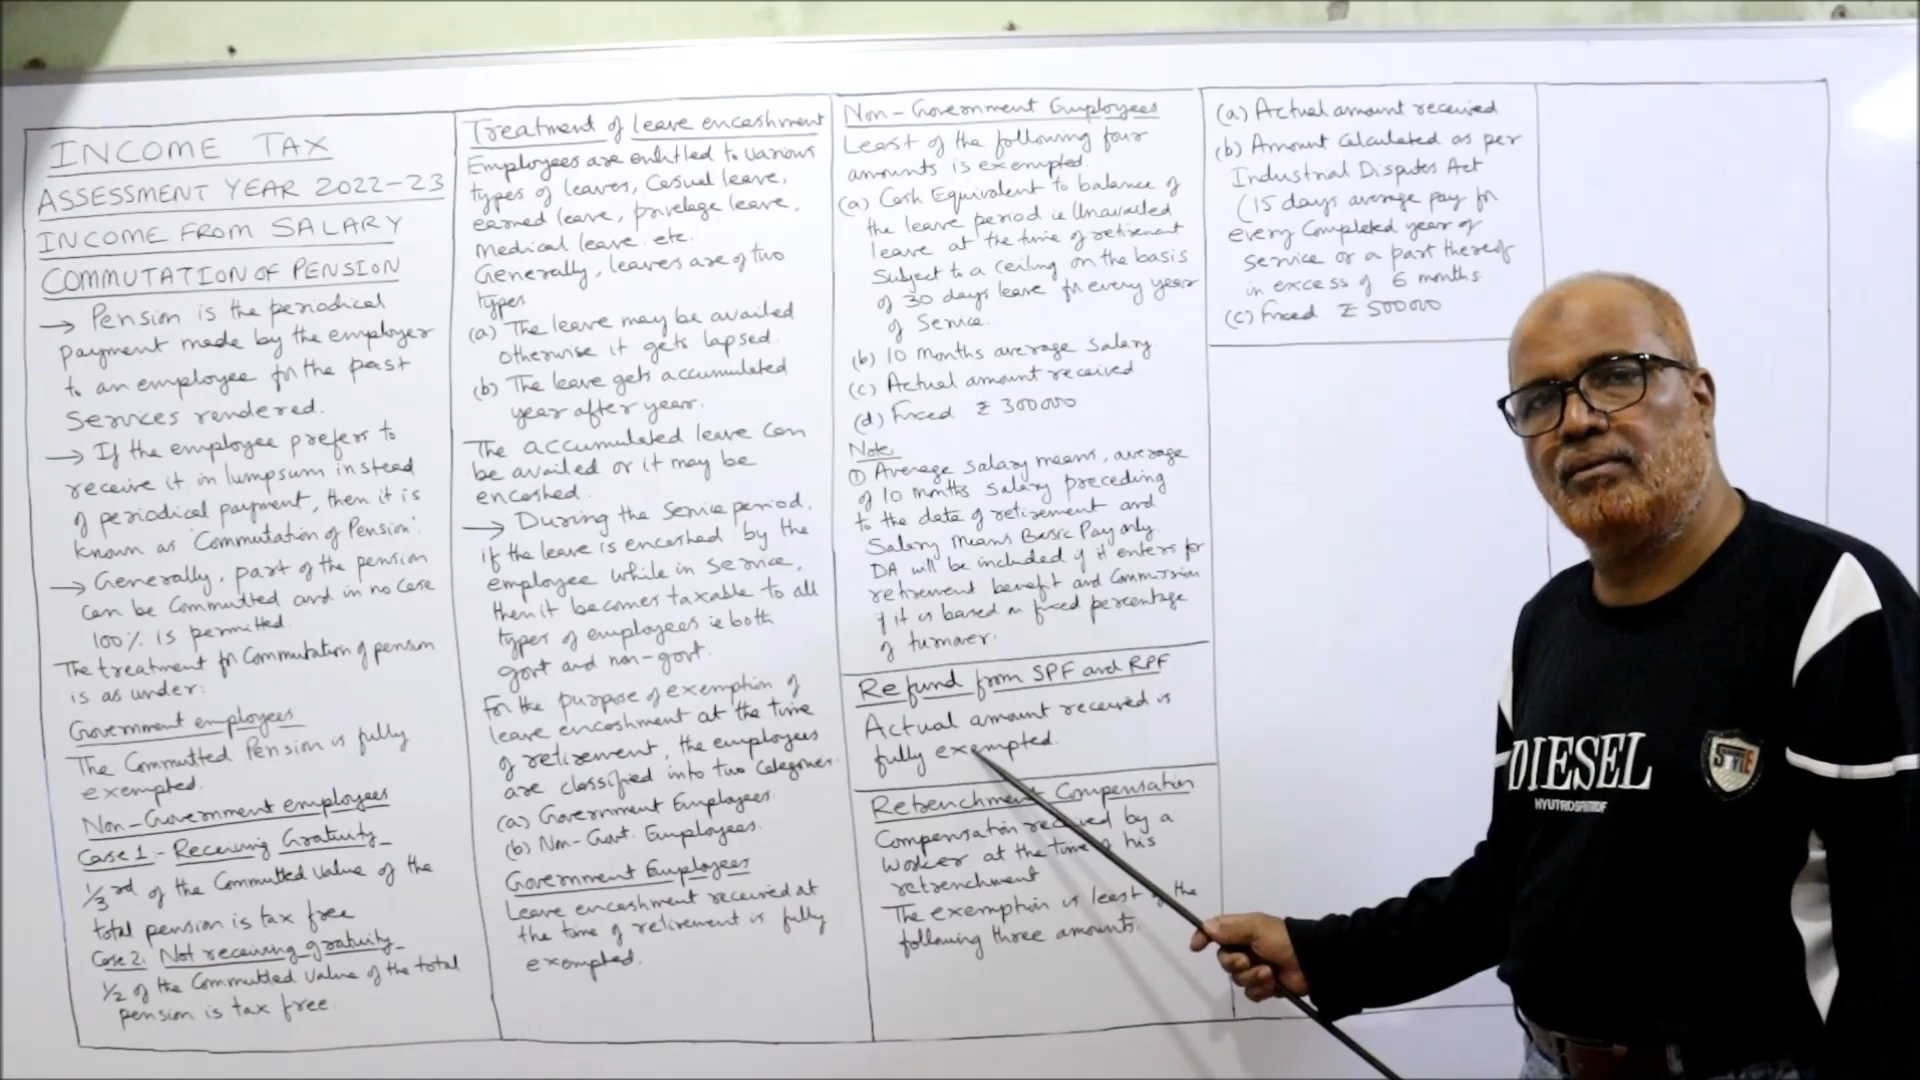 INCOME TAX
ASSESSMENT YEAR 2022-23
INCOME FROM SALARY
COMMUTATION OF PENSION
→ Pension is the periodical
payment made by the employer
to an employee for the past
services rendered.
→ If the employee prefers to
receive it in lumpsum instead
of periodical payment, then it is
known as 'Commutation of Pension'.
→ Generally, part of the pension
can be Committed and in no case
100% is permitted.
The treatment for Commutation of pension
is as under:
Government employees
The Committed Pension is fully
exempted.
Non-Government employees
Case 1:- Receiving Gratuity
1/3rd of the Committed value of the
total pension is tax free
Case 2. Not receiving gratuity
1/2 of the Committed value of the total
pension is tax free.
Treatment of leave encashment
Employees are entitled to various
types of leaves, Casual leave,
earned leave, privelege leave,
Medical leave etc.
Generally, leaves are of two
types
(a) The leave may be availed
otherwise it gets lapsed.
(b) The leave gets accumulated
year after year.
The accumulated leave can
be availed or it may be
encashed.
→ During the Service period.
if the leave is encashed by the
employee while in service,
then it becomes taxable to all
types of employees ie both
govt and non-govt.
For the purpose of exemption of
leave encashment at the time
of retirement, the employees
are classified into two categories.
(a) Government Employees
(b) Non-Govt. Employees.
Government Employees
Leave encashment received at
the time of retirement is fully
exempted.
Non-Government Employees
Least of the following four
amounts is exempted.
(a) Cash Equivalent to balance of
the leave period ie Unavailed
leave at the time of retirement
Subject to a ceiling on the basis
of 30 days leave for every year
of Service.
(b) 10 months average salary
(c) Actual amount received
(d) Fixed ₹ 300000
Note.
① Average salary means, average
of 10 months salary preceding
to the date of retirement and
Salary Means Basic Pay only
DA will be included if it enters for
retirement benefit and Commission
if it is based on fixed percentage
of turnover.
Refund from SPF and RPF
Actual amount received is
fully exempted.
Retrenchment Compensation
Compensation received by a
worker at the time of his
retrenchment
The exemption is least of the
following three amounts.
(a) Actual amount received
(b) Amount Calculated as per
Industrial Disputes Act
(15 days average pay for
every Completed year of
service or a part thereof
in excess of 6 months
(c) Fixed ₹ 500000
DIESEL
STYLE